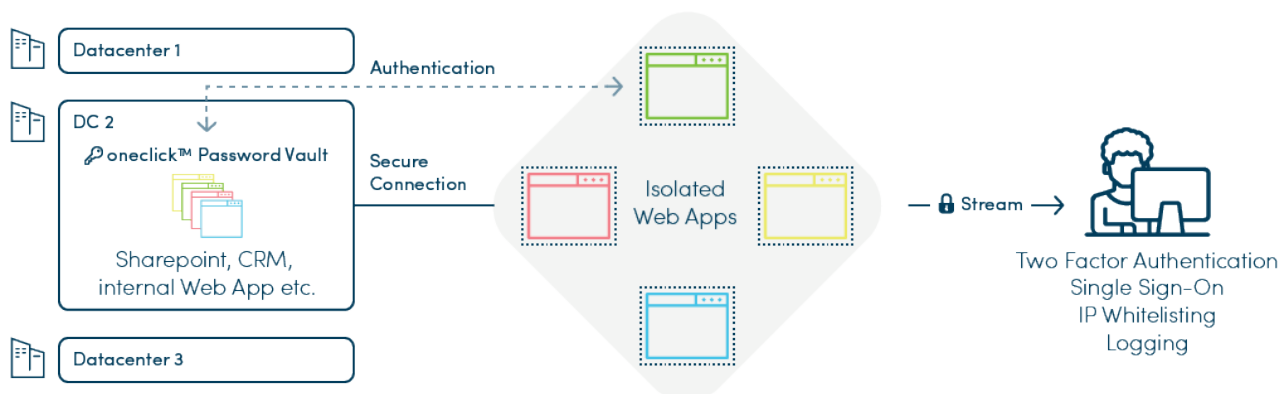 Datacenter 1
Authentication
DC 2
oneclick™ Password Vault
Secure
Connection
Sharepoint, CRM,
internal Web App etc.
Isolated
Web Apps
Stream
Two Factor Authentication
Single Sign-On
IP Whitelisting
Logging
Datacenter 3